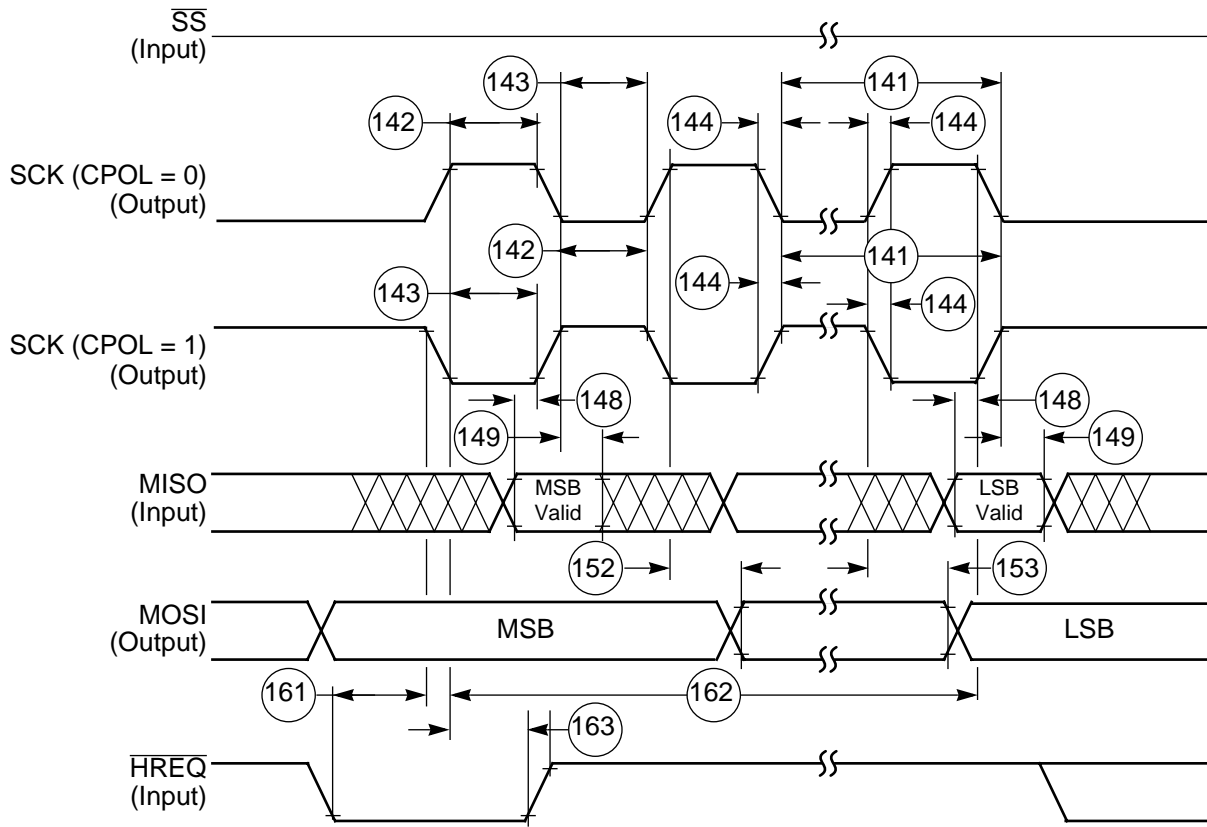 SS
(Input)
143
141
142
144
144
SCK (CPOL = 0)
(Output)
142
141
143
144
144
SCK (CPOL = 1)
(Output)
148
148
149
149
MISO
(Input)
MSB
Valid
LSB
Valid
152
153
MOSI
(Output)
MSB
LSB
161
162
163
HREQ
(Input)